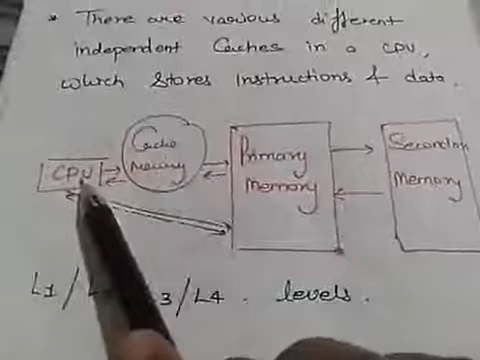 * There are various different
independent Caches in a CPU,
which stores instructions & data.
Cache
Memory
CPU
Primary
Memory
Memory
L1 / 3 / L4 . levels.